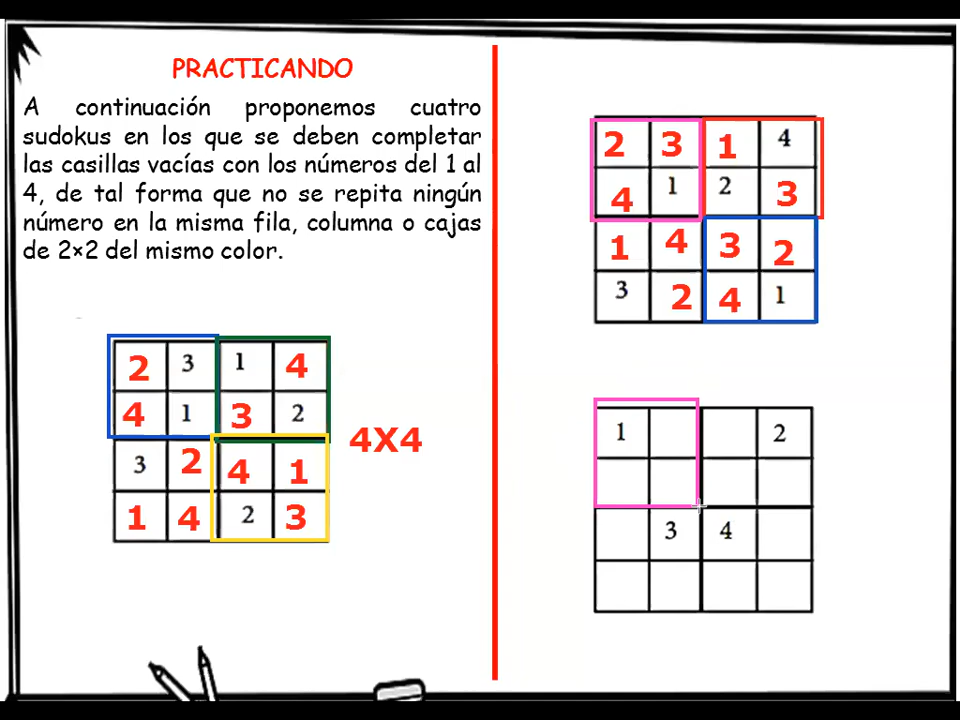 PRACTICANDO
A continuación proponemos cuatro
sudokus en los que se deben completar
las casillas vacías con los números del 1 al
4, de tal forma que no se repita ningún
número en la misma fila, columna o cajas
de 2×2 del mismo color.
2 3 1 4
4 1 3 2
3 2 4 1
1 4 2 3
4X4
2 3 1 4
4 1 2 3
1 4 3 2
3 2 4 1
1 2
3 4